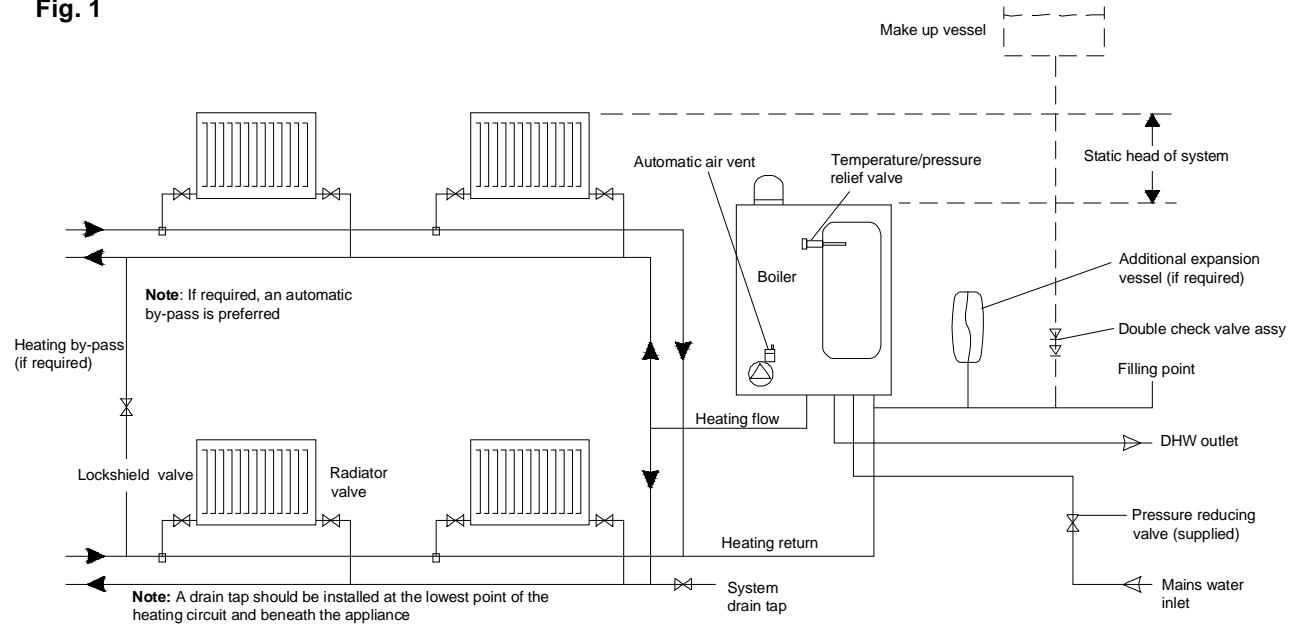 Fig. 1
Make up vessel
Static head of system
Automatic air vent
Temperature/pressure
relief valve
Boiler
Additional expansion
vessel (if required)
Note: If required, an automatic
by-pass is preferred
Heating by-pass
(if required)
Double check valve assy
Filling point
Heating flow
DHW outlet
Lockshield valve
Radiator
valve
Pressure reducing
valve (supplied)
Heating return
System
drain tap
Mains water
inlet
Note: A drain tap should be installed at the lowest point of the
heating circuit and beneath the appliance